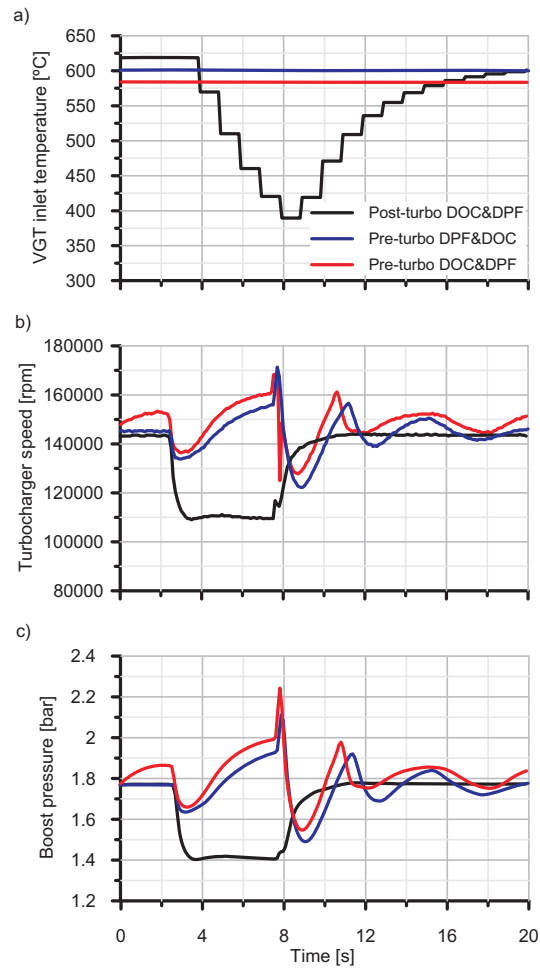 a)
650
600
550
500
450
400
350
300
VGT inlet temperature [ºC]
Post-turbo DOC&DPF
Pre-turbo DPF&DOC
Pre-turbo DOC&DPF
b)
180000
160000
140000
120000
100000
80000
Turbocharger speed [rpm]
c)
2.4
2.2
2
1.8
1.6
1.4
1.2
Boost pressure [bar]
0 4 8 12 16 20
Time [s]